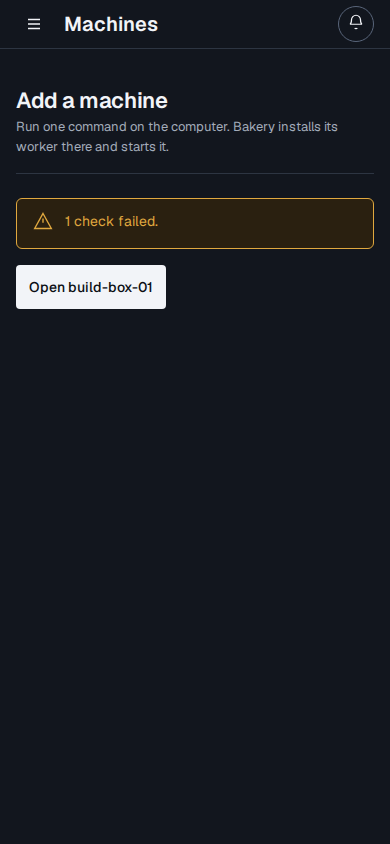 Machines
Add a machine
Run one command on the computer. Bakery installs its
worker there and starts it.
1 check failed.
Open build-box-01